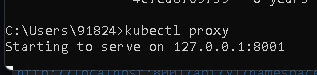 C:\Users\91824>kubectl proxy
Starting to serve on 127.0.0.1:8001